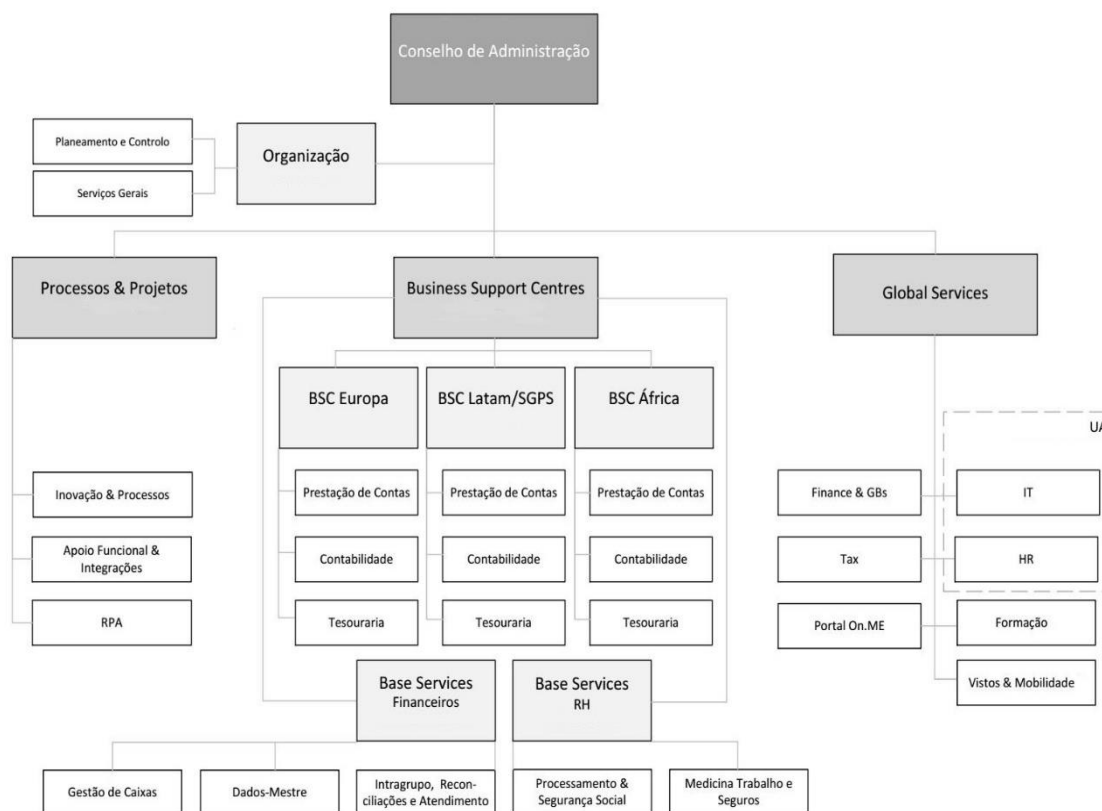 Conselho de Administração
Planeamento e Controlo
Organização
Serviços Gerais
Processos & Projetos
Business Support Centres
Global Services
BSC Europa
BSC Latam/SGPS
BSC África
UA
Inovação & Processos
Prestação de Contas
Prestação de Contas
Prestação de Contas
Finance & GBs
IT
Apoio Funcional &
Integrações
Contabilidade
Contabilidade
Contabilidade
Tax
HR
RPA
Tesouraria
Tesouraria
Tesouraria
Portal On.ME
Formação
Vistos & Mobilidade
Base Services
Financeiros
Base Services
RH
Gestão de Caixas
Dados-Mestre
Intragrupo, Recon-
ciliações e Atendimento
Processamento &
Segurança Social
Medicina Trabalho e
Seguros